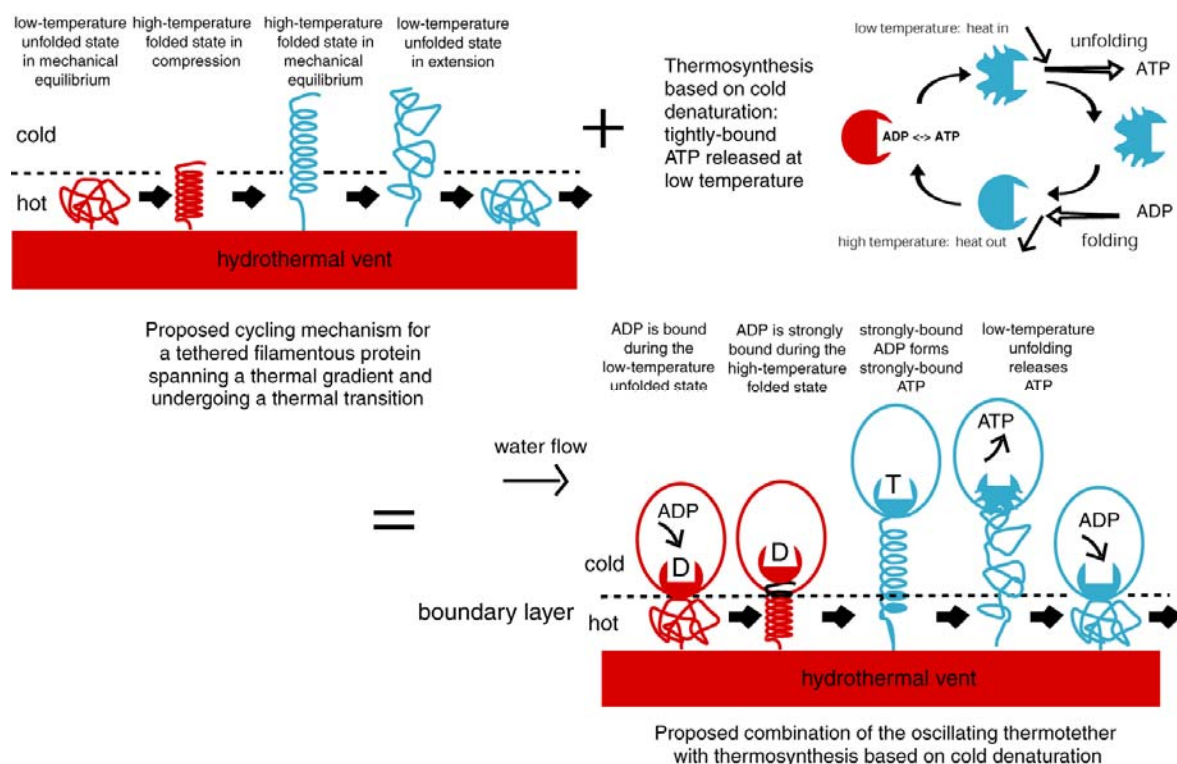 low-temperature
unfolded state
in mechanical
equilibrium
high-temperature
folded state in
compression
high-temperature
folded state in
mechanical
equilibrium
low-temperature
unfolded state
in extension
cold
hot
hydrothermal vent
Proposed cycling mechanism for
a tethered filamentous protein
spanning a thermal gradient and
undergoing a thermal transition
+
Thermosynthesis
based on cold
denaturation:
tightly-bound
ATP released at
low temperature
low temperature: heat in
unfolding
ATP
ADP <-> ATP
ADP
high temperature: heat out
folding
=
water flow
boundary layer
ADP is bound
during the
low-temperature
unfolded state
ADP is strongly
bound during the
high-temperature
folded state
strongly-bound
ADP forms
strongly-bound
ATP
low-temperature
unfolding
releases
ATP
ADP
D
D
T
ATP
ADP
cold
hot
hydrothermal vent
Proposed combination of the oscillating thermotether
with thermosynthesis based on cold denaturation